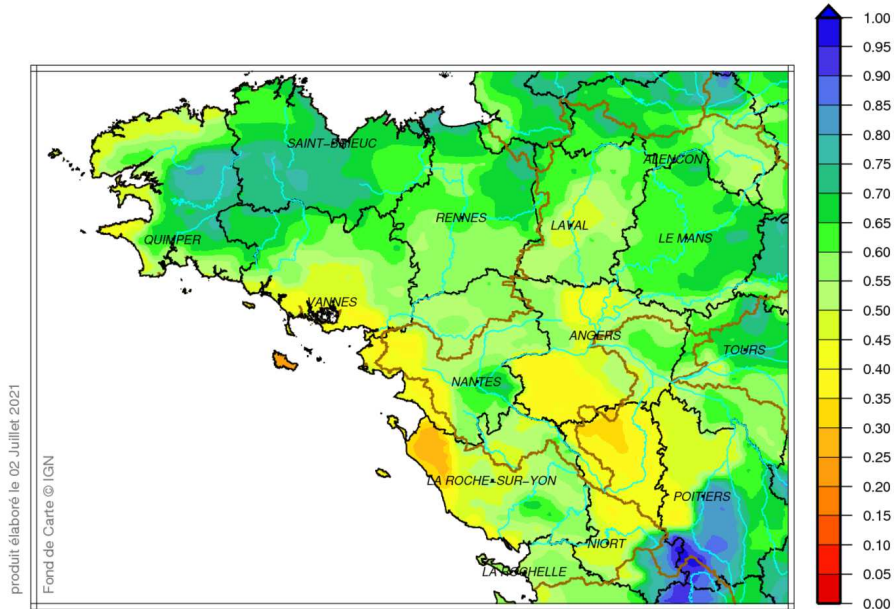 1.00
0.95
0.90
0.85
0.80
0.75
0.70
0.65
0.60
0.55
0.50
0.45
0.40
0.35
0.30
0.25
0.20
0.15
0.10
0.05
0.00
SAINT-BRIEUC
ALENCON
RENNES
LAVAL
QUIMPER
LE MANS
VANNES
ANGERS
TOURS
NANTES
LA ROCHE-SUR-YON
POITIERS
NIORT
LA ROCHELLE
produit élaboré le 02 Juillet 2021
Fond de Carte © IGN